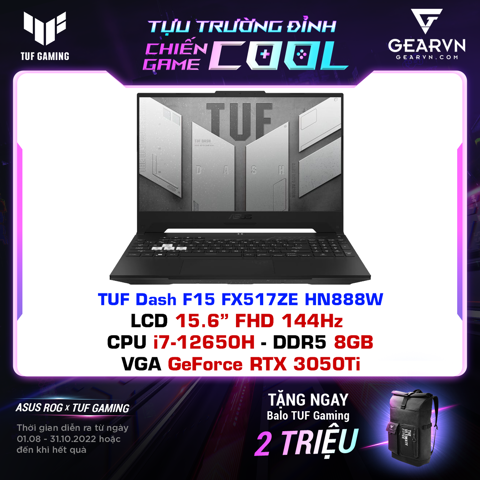 TUF GAMING
TỰU TRƯỜNG ĐỈNH
CHIẾN GAME COOL
GEARVN
GEARVN.COM
TUF
TUF Dash F15 FX517ZE HN888W
LCD 15.6” FHD 144Hz
CPU i7-12650H - DDR5 8GB
VGA GeForce RTX 3050Ti
TUF GAMING
ASUS ROG x TUF GAMING
Thời gian diễn ra từ ngày
01.08 - 31.10.2022 hoặc
đến khi hết quà
TẶNG NGAY
Balo TUF Gaming
2 TRIỆU